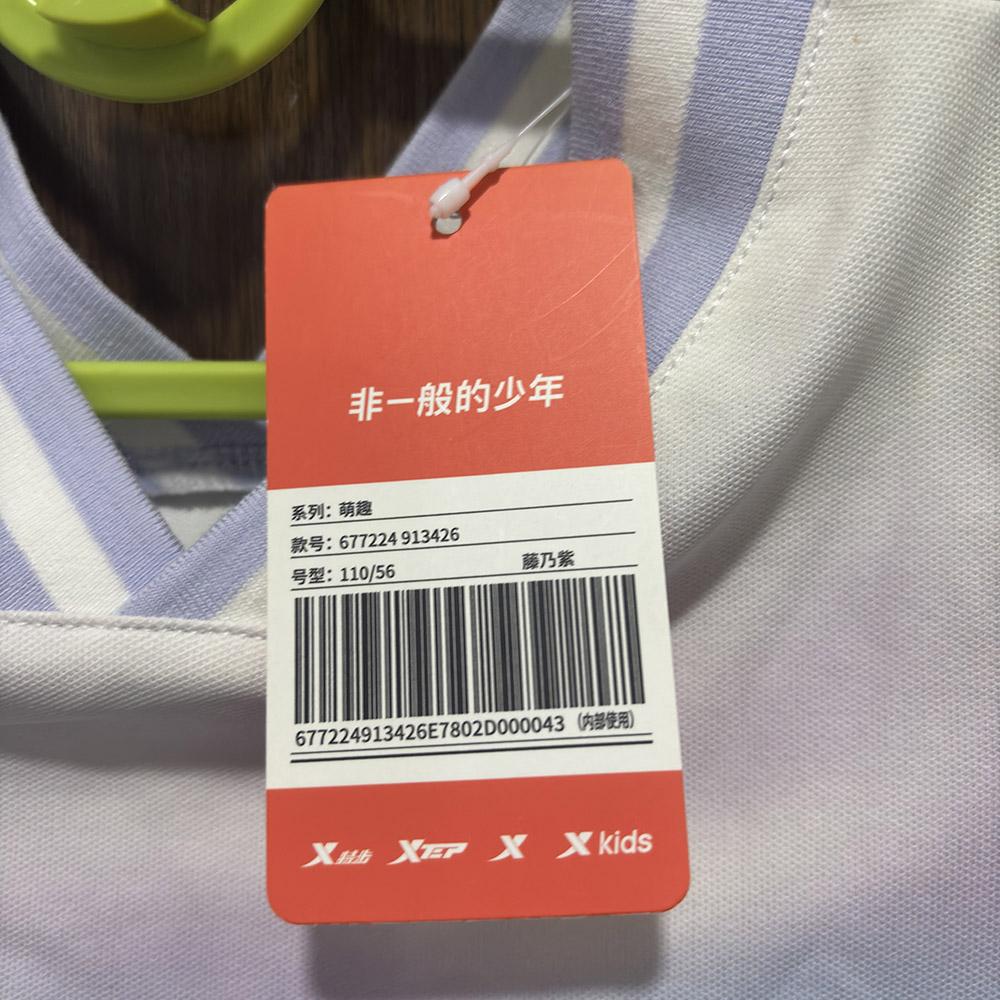 非一般的少年
系列：萌趣
款号：677224 913426
号型：110/56 藤乃紫
677224913426E7802D000043（内部使用）
X特步 XTEP X X kids